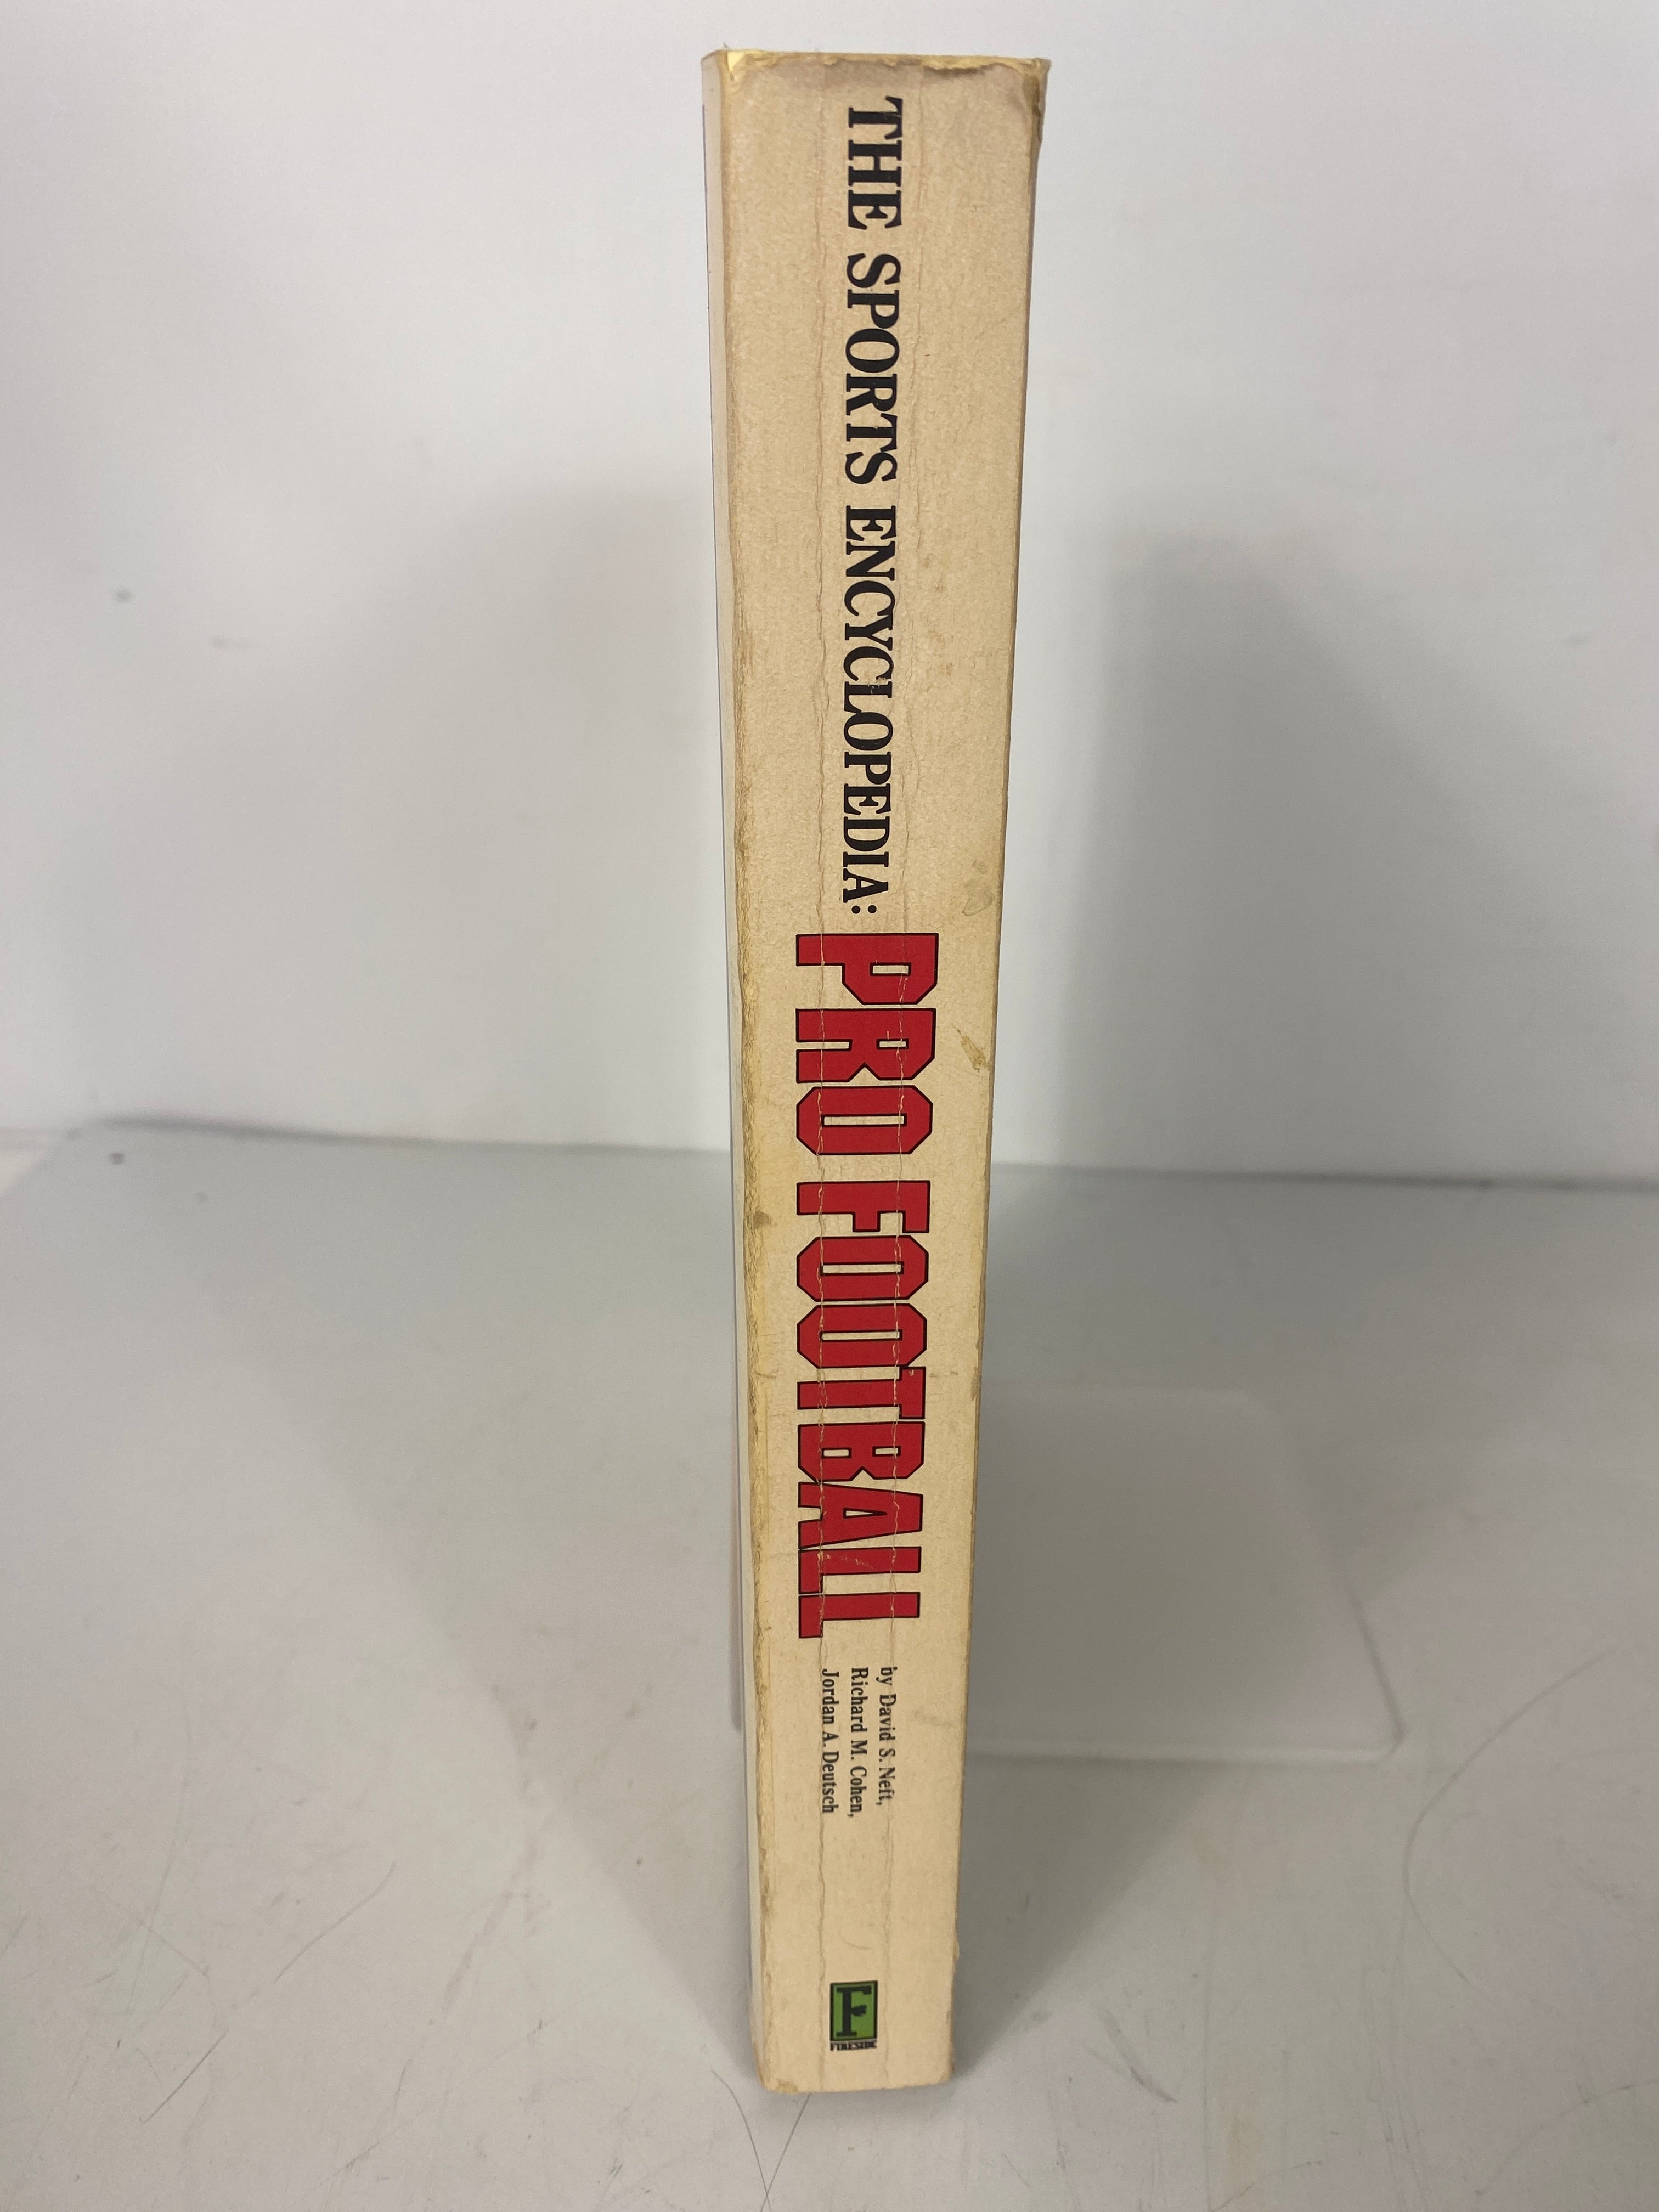 THE SPORTS ENCYCLOPEDIA: PRO FOOTBALL
by David S. Neft,
Richard M. Cohen,
Jordan A. Deutsch
F
FIRESIDE